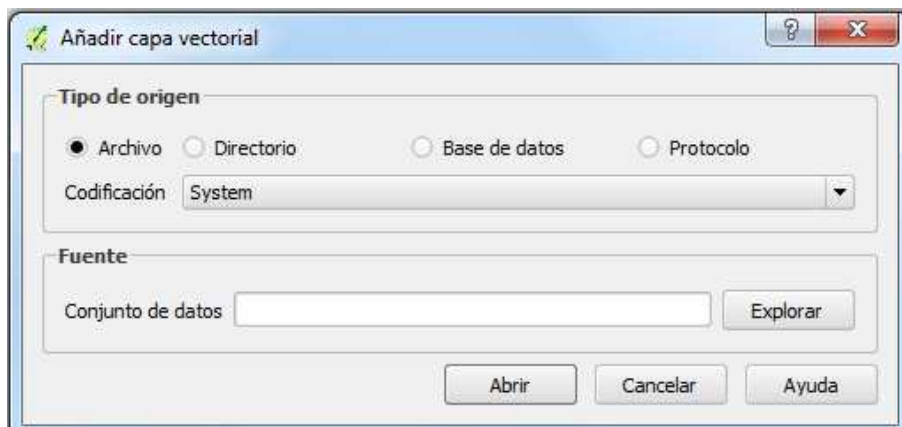 Añadir capa vectorial
?
Tipo de origen
Archivo Directorio Base de datos Protocolo
Codificación System
Fuente
Conjunto de datos Explorar
Abrir Cancelar Ayuda